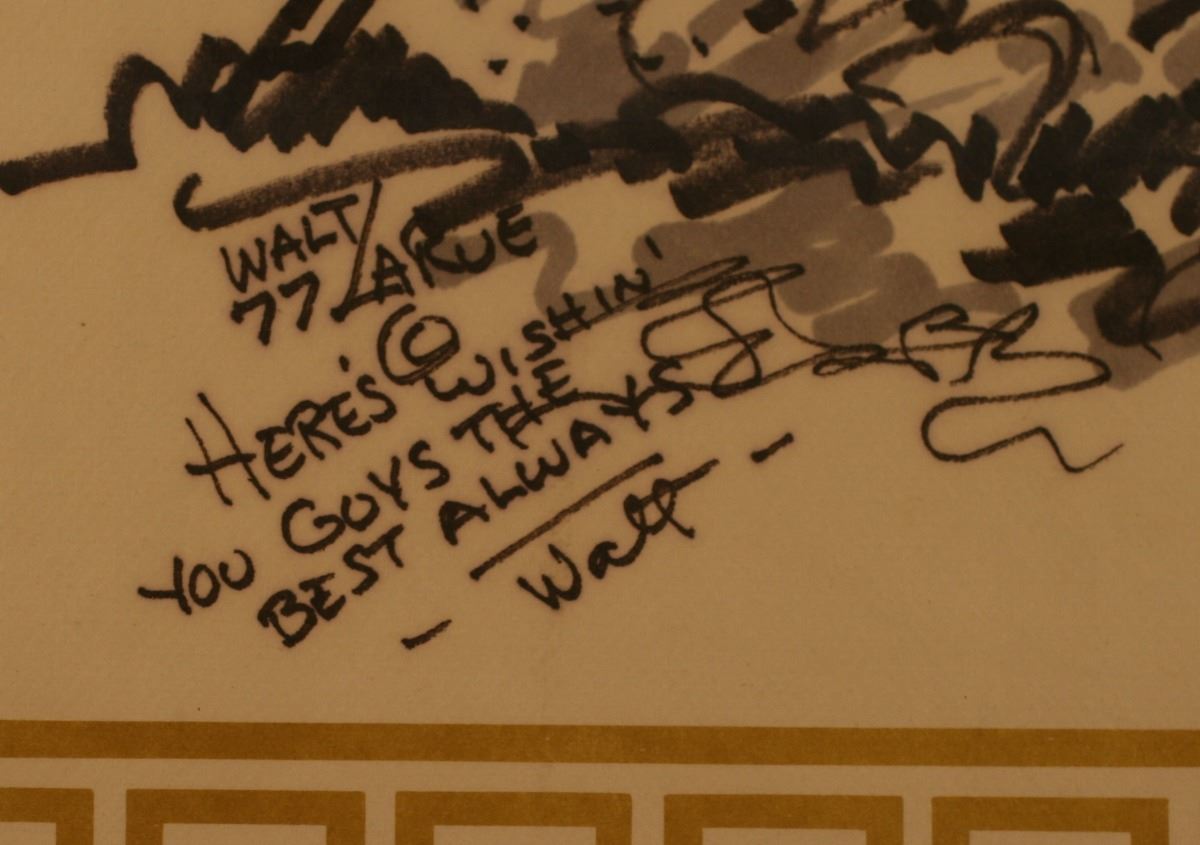 WALT LARUE
77 ©
HERE'S WISHIN'
YOU GUYS THE
BEST ALWAYS
- Walt -